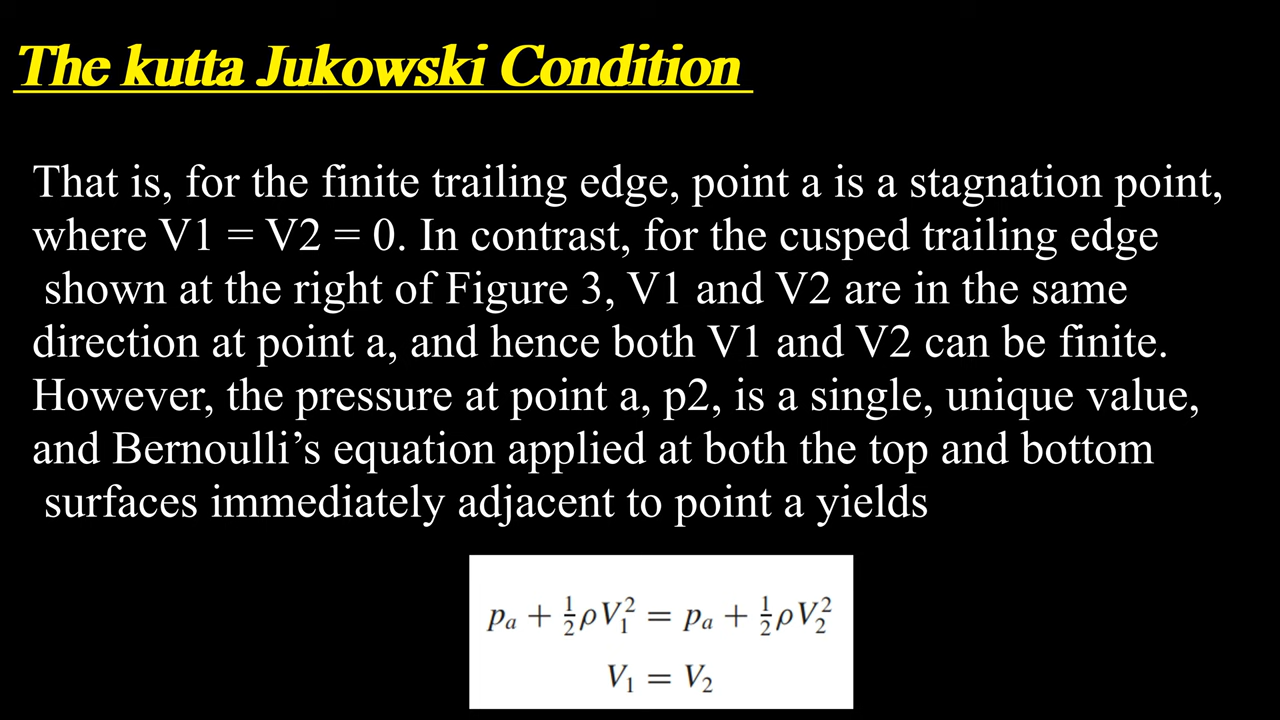 The kutta Jukowski Condition
That is, for the finite trailing edge, point a is a stagnation point,
where V1 = V2 = 0. In contrast, for the cusped trailing edge
shown at the right of Figure 3, V1 and V2 are in the same
direction at point a, and hence both V1 and V2 can be finite.
However, the pressure at point a, p2, is a single, unique value,
and Bernoulli’s equation applied at both the top and bottom
surfaces immediately adjacent to point a yields
pₐ + ½ρV₁² = pₐ + ½ρV₂²
V₁ = V₂